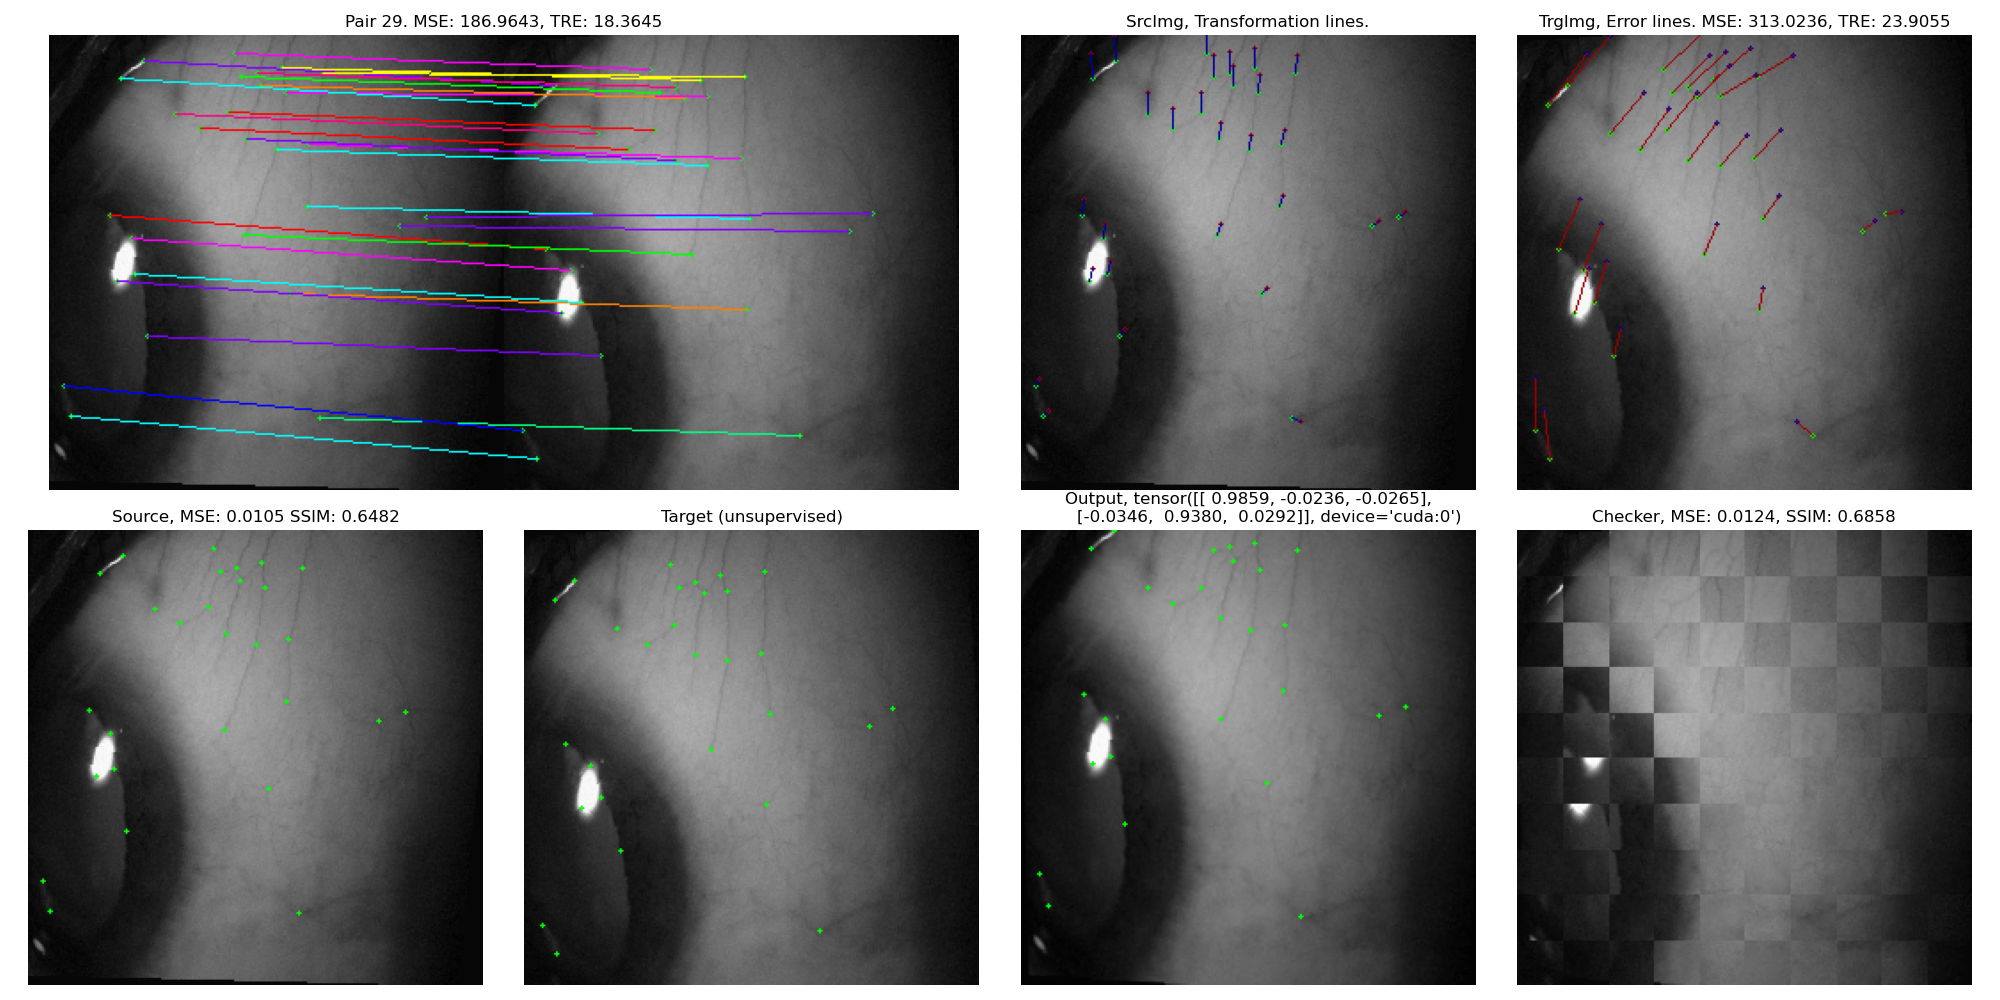 Pair 29. MSE: 186.9643, TRE: 18.3645
SrcImg, Transformation lines.
TrgImg, Error lines. MSE: 313.0236, TRE: 23.9055
Source, MSE: 0.0105 SSIM: 0.6482
Target (unsupervised)
Output, tensor([[ 0.9859, -0.0236, -0.0265],
[-0.0346, 0.9380, 0.0292]], device='cuda:0')
Checker, MSE: 0.0124, SSIM: 0.6858